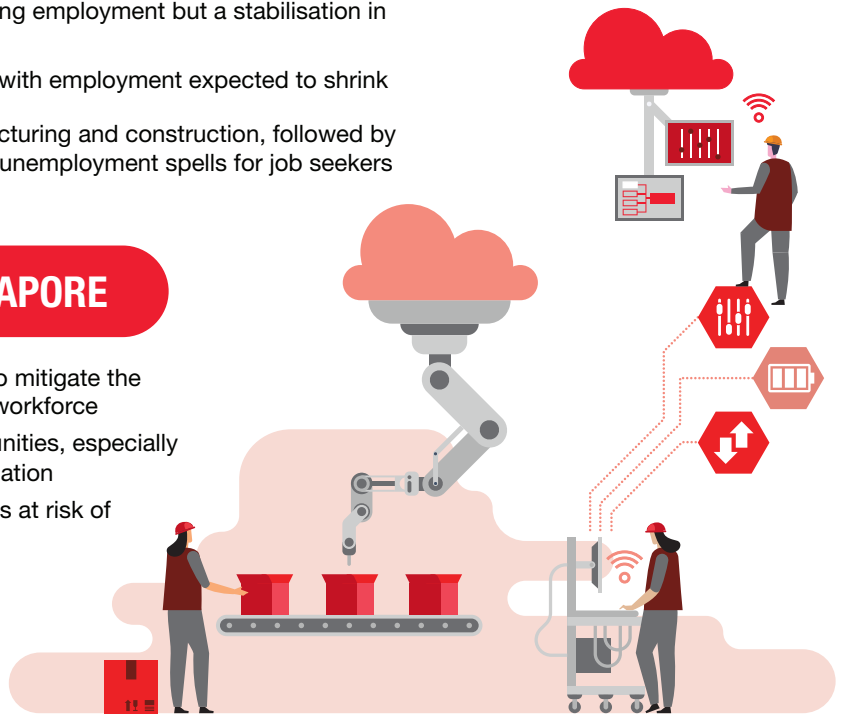 ng employment but a stabilisation in
with employment expected to shrink
cturing and construction, followed by
unemployment spells for job seekers
APORE
o mitigate the
workforce
unities, especially
ation
s at risk of